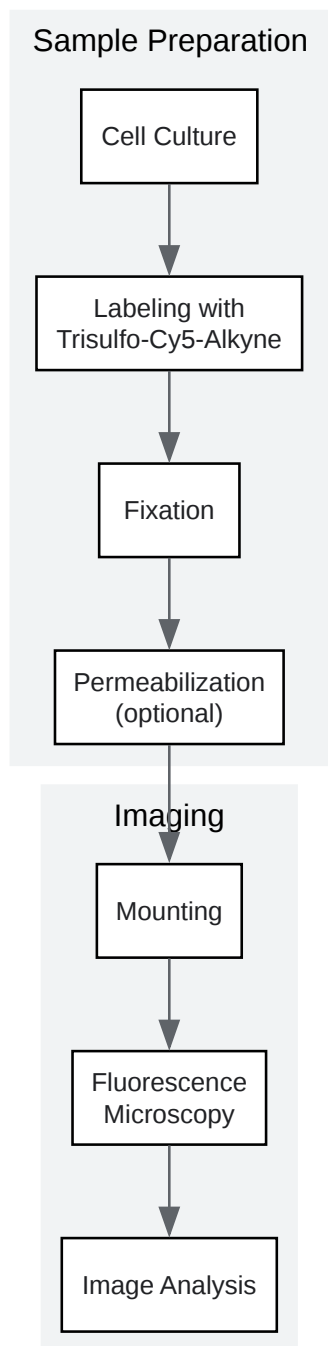 Sample Preparation
Cell Culture
Labeling with
Trisulfo-Cy5-Alkyne
Fixation
Permeabilization
(optional)
Imaging
Mounting
Fluorescence
Microscopy
Image Analysis